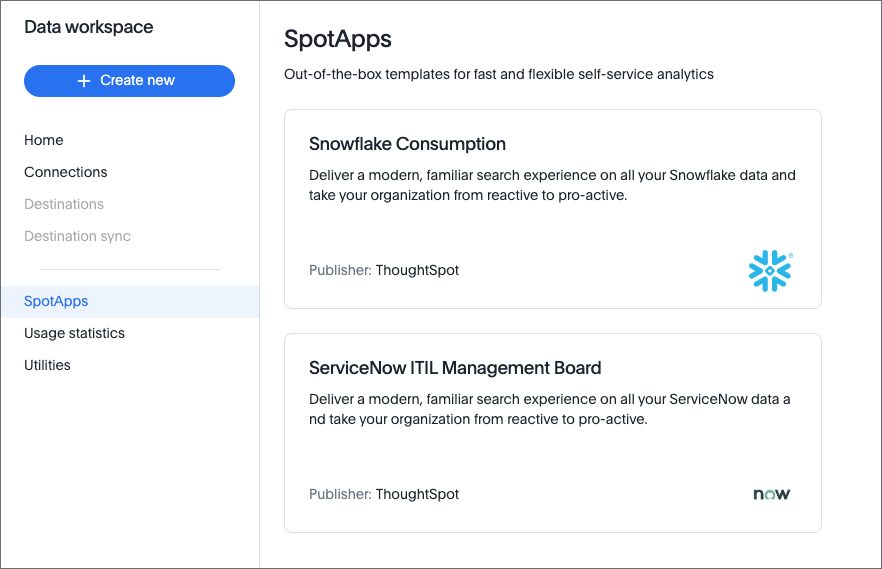 Data workspace
+ Create new
Home
Connections
Destinations
Destination sync
SpotApps
Usage statistics
Utilities
SpotApps
Out-of-the-box templates for fast and flexible self-service analytics
Snowflake Consumption
Deliver a modern, familiar search experience on all your Snowflake data and
take your organization from reactive to pro-active.
Publisher: ThoughtSpot
®
ServiceNow ITIL Management Board
Deliver a modern, familiar search experience on all your ServiceNow data a
nd take your organization from reactive to pro-active.
Publisher: ThoughtSpot
now